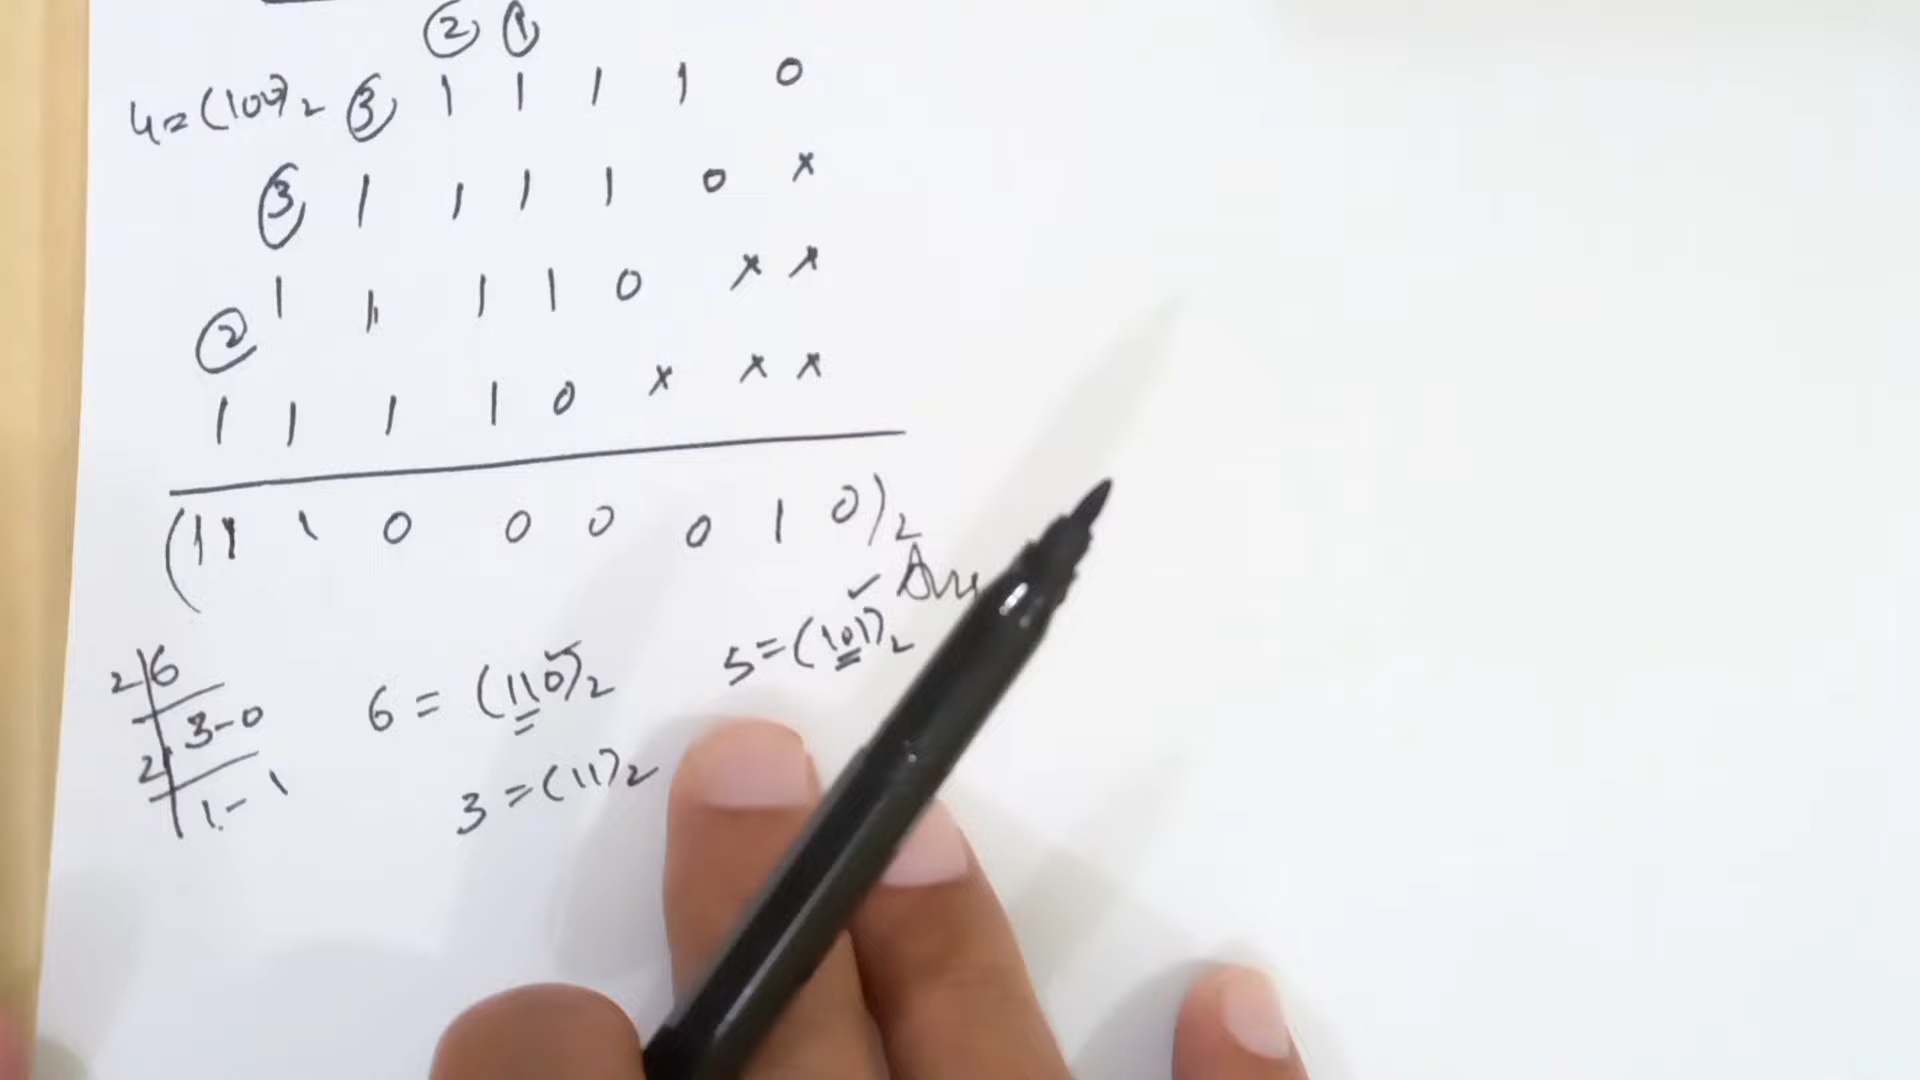 ② ①
4=(100)₂ ③ 1 1 1 1 0
③ 1 1 1 1 0 ×
1 1 1 1 0 × ×
②
1 1 1 1 0 × × ×
(11 1 0 0 0 0 1 0)₂
✓ Ans
2|6
3-0
2
1-1
6 = (110)₂
5=(101)₂
3=(11)₂